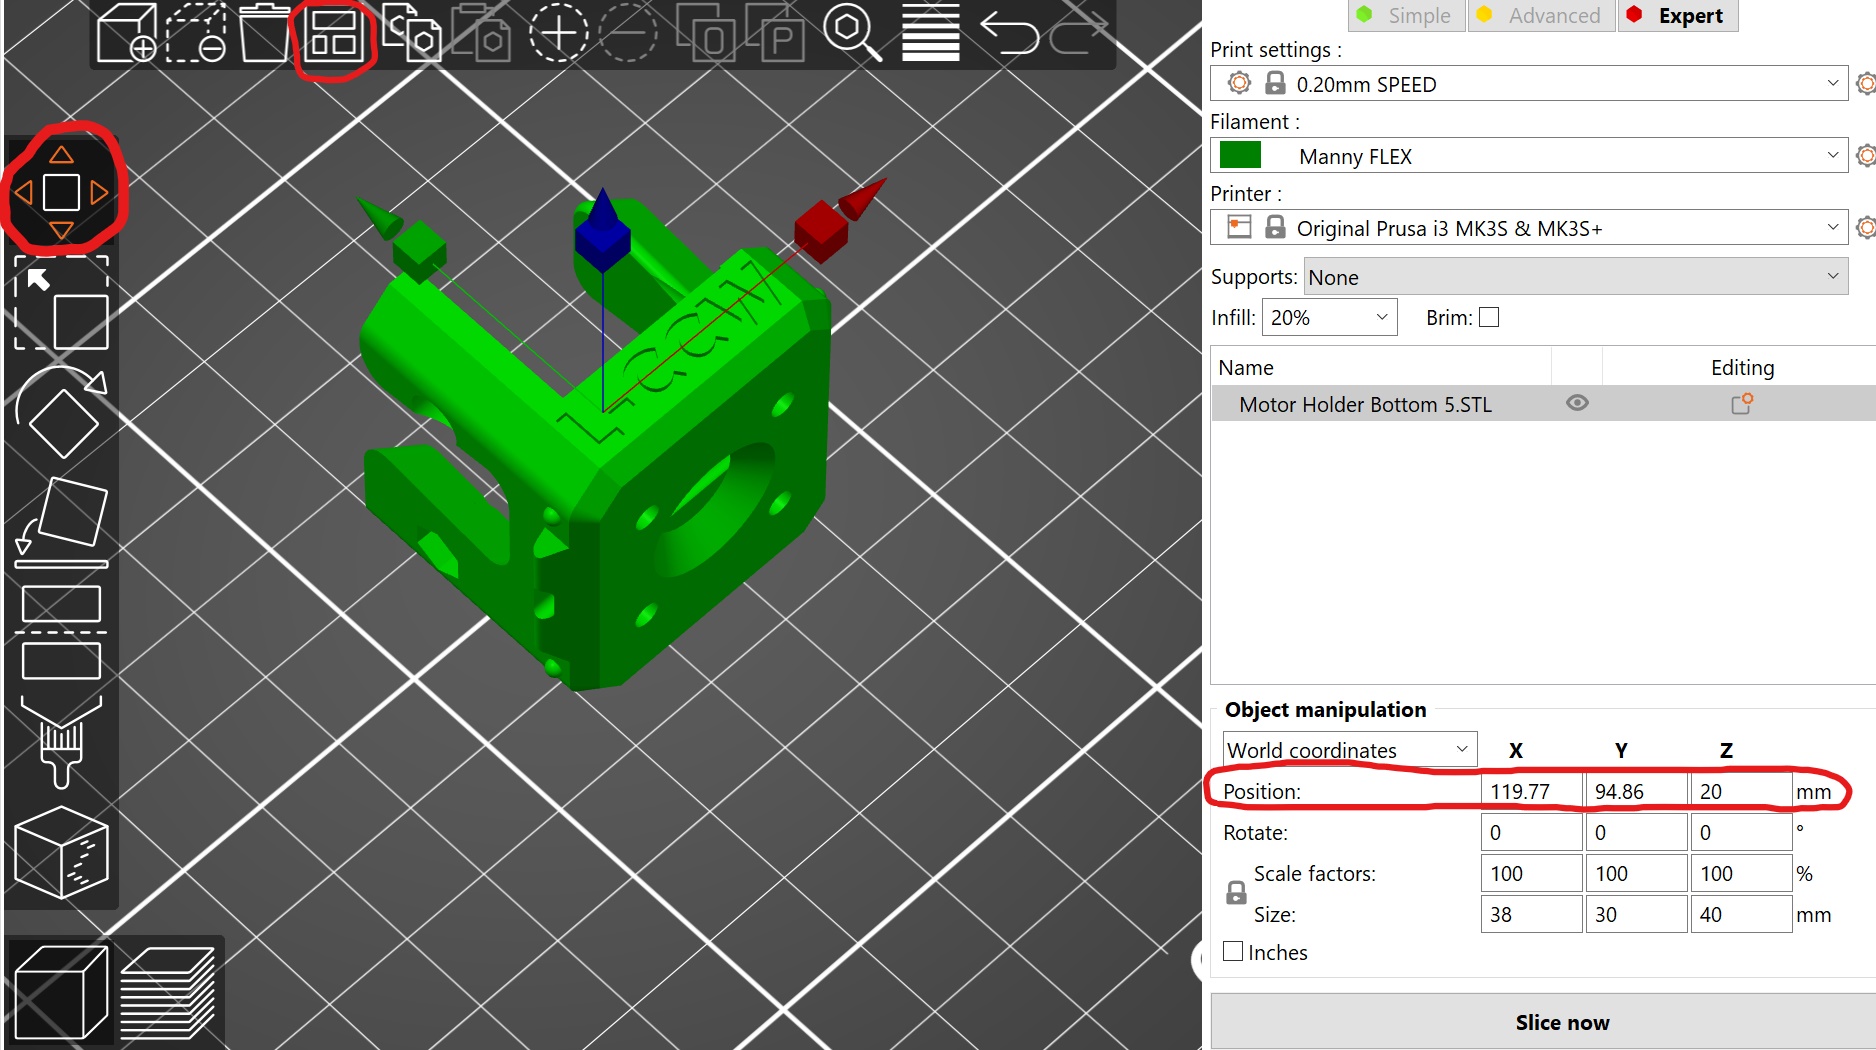 Simple Advanced Expert
Print settings :
0.20mm SPEED
Filament :
Manny FLEX
Printer :
Original Prusa i3 MK3S & MK3S+
Supports: None
Infill: 20% Brim:
Name Editing
Motor Holder Bottom 5.STL
Object manipulation
World coordinates X Y Z
Position: 119.77 94.86 20 mm
Rotate: 0 0 0 °
Scale factors: 100 100 100 %
Size: 38 30 40 mm
Inches
Slice now